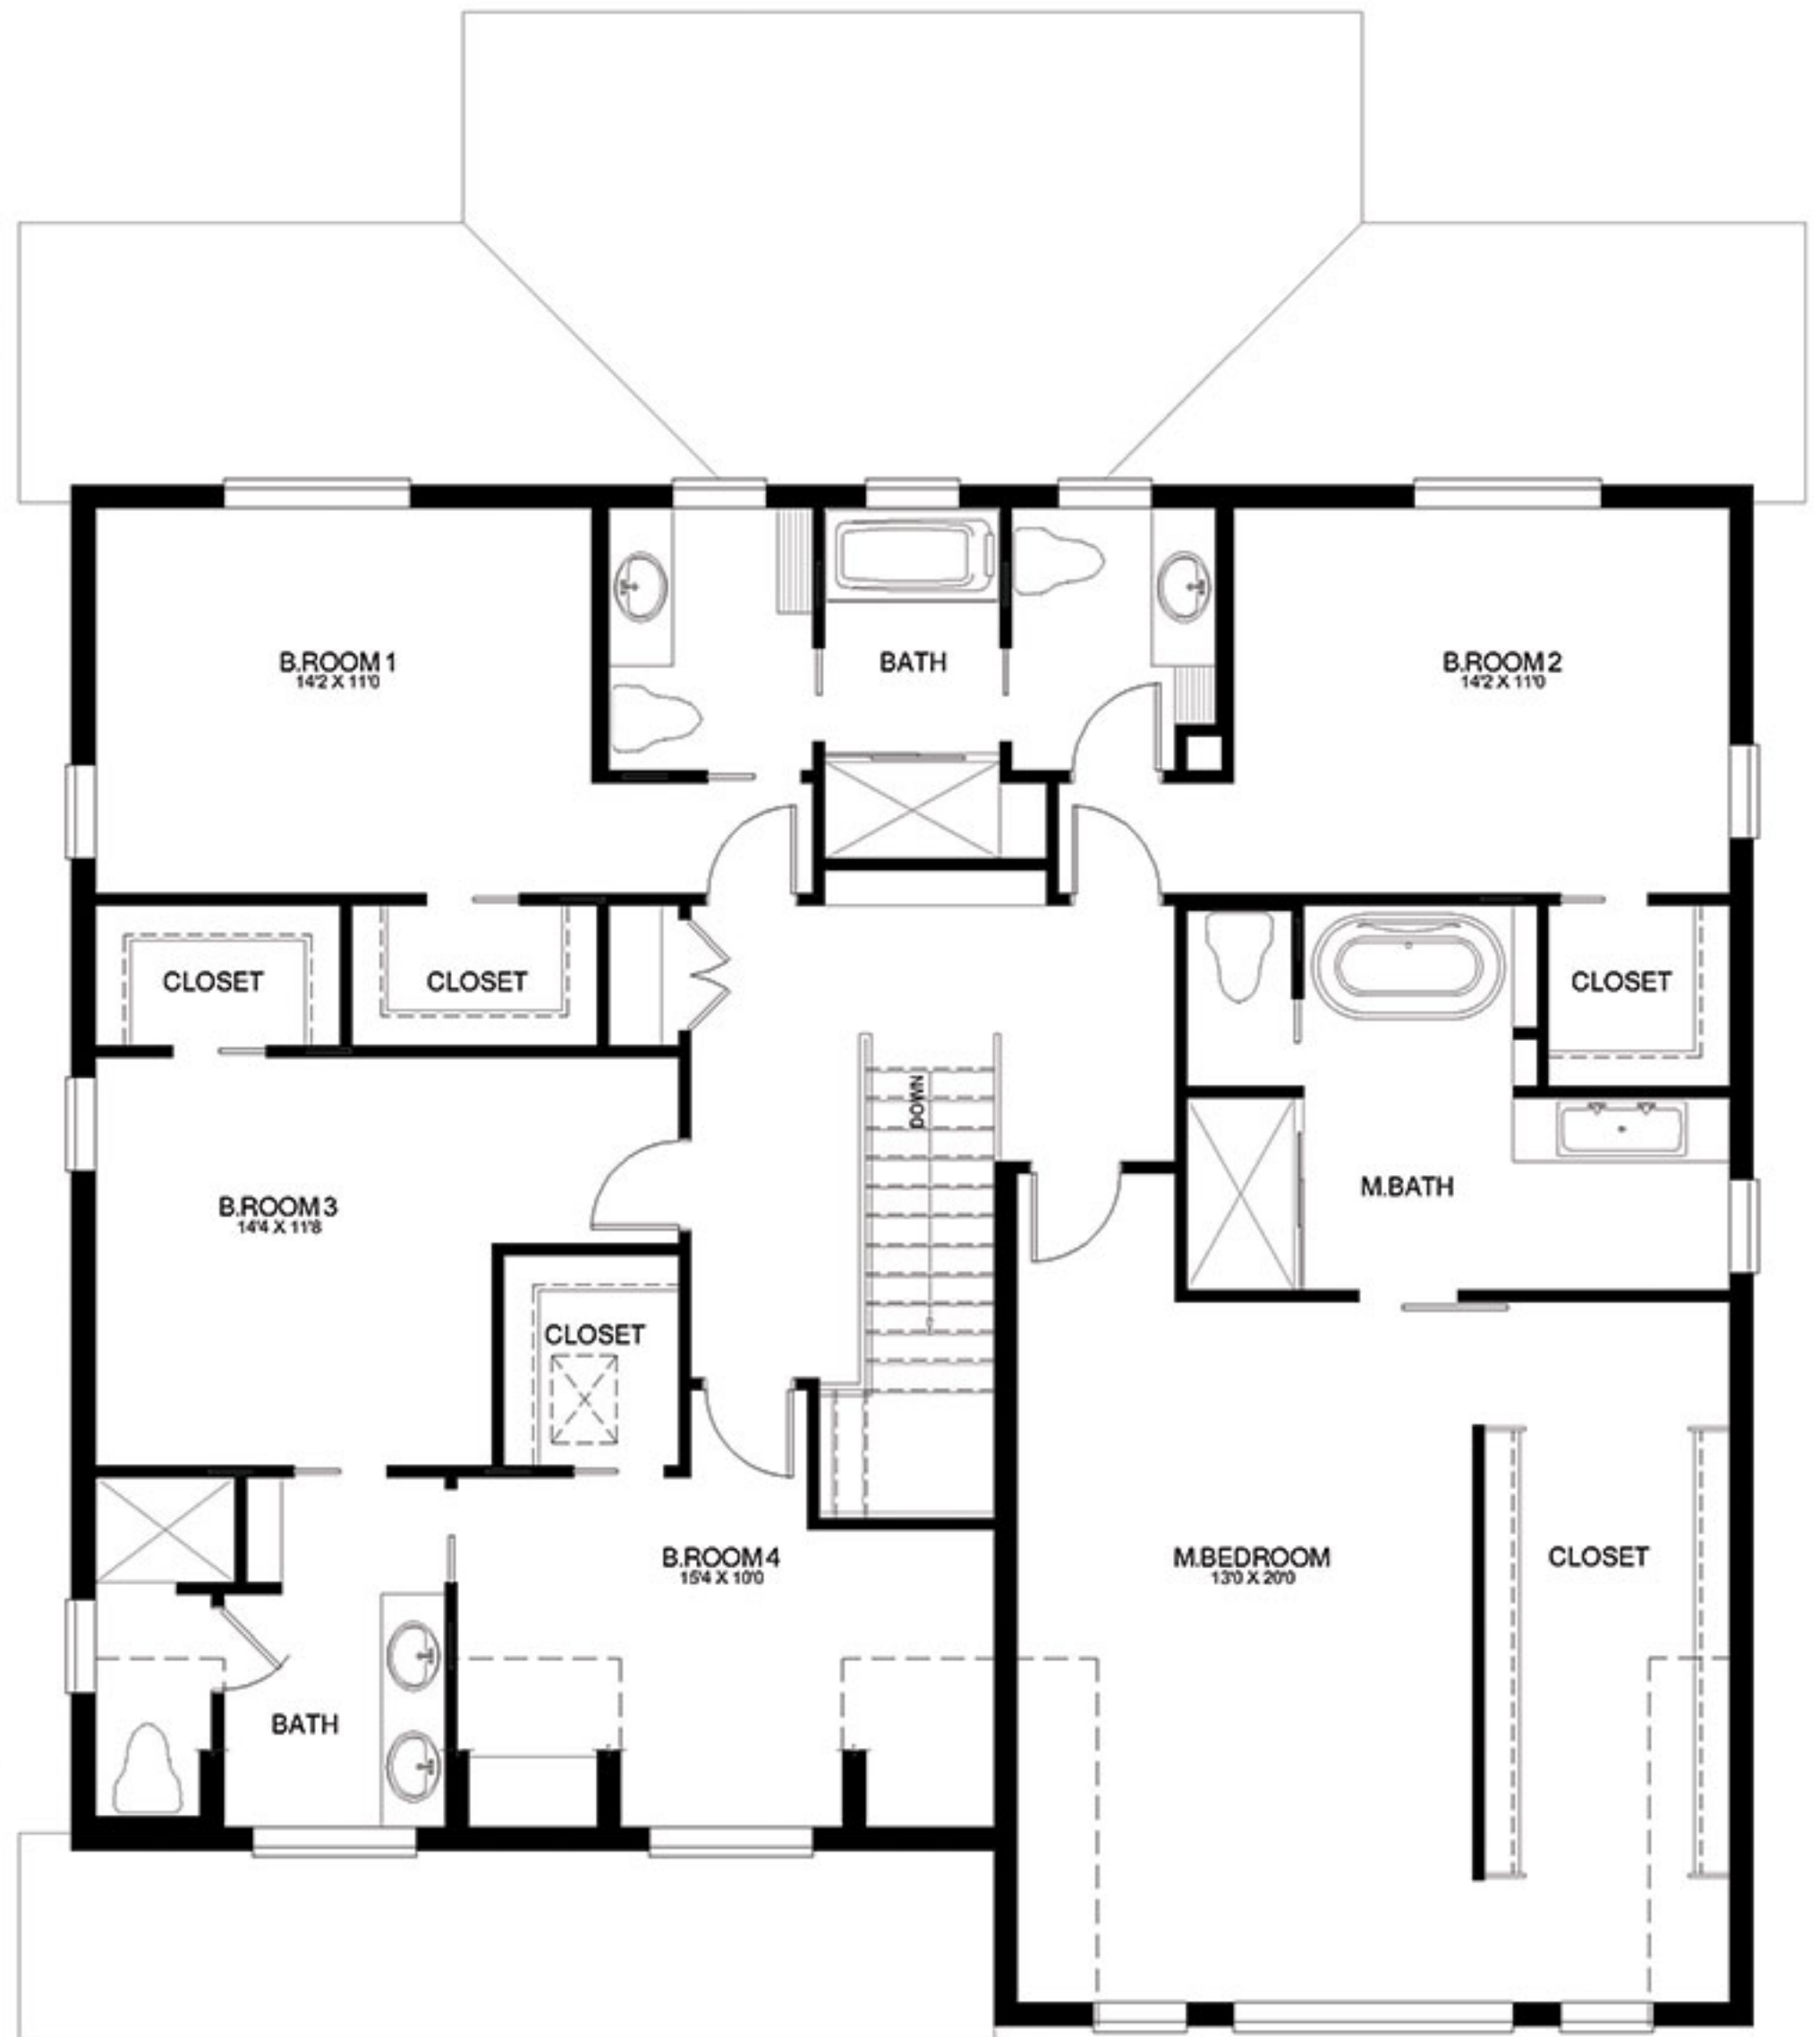 B.ROOM 1
14'2 X 11'0
BATH
B.ROOM 2
14'2 X 11'0
CLOSET
CLOSET
CLOSET
DOWN
B.ROOM 3
14'4 X 11'8
M.BATH
CLOSET
B.ROOM 4
15'4 X 10'0
M.BEDROOM
13'0 X 20'0
CLOSET
BATH